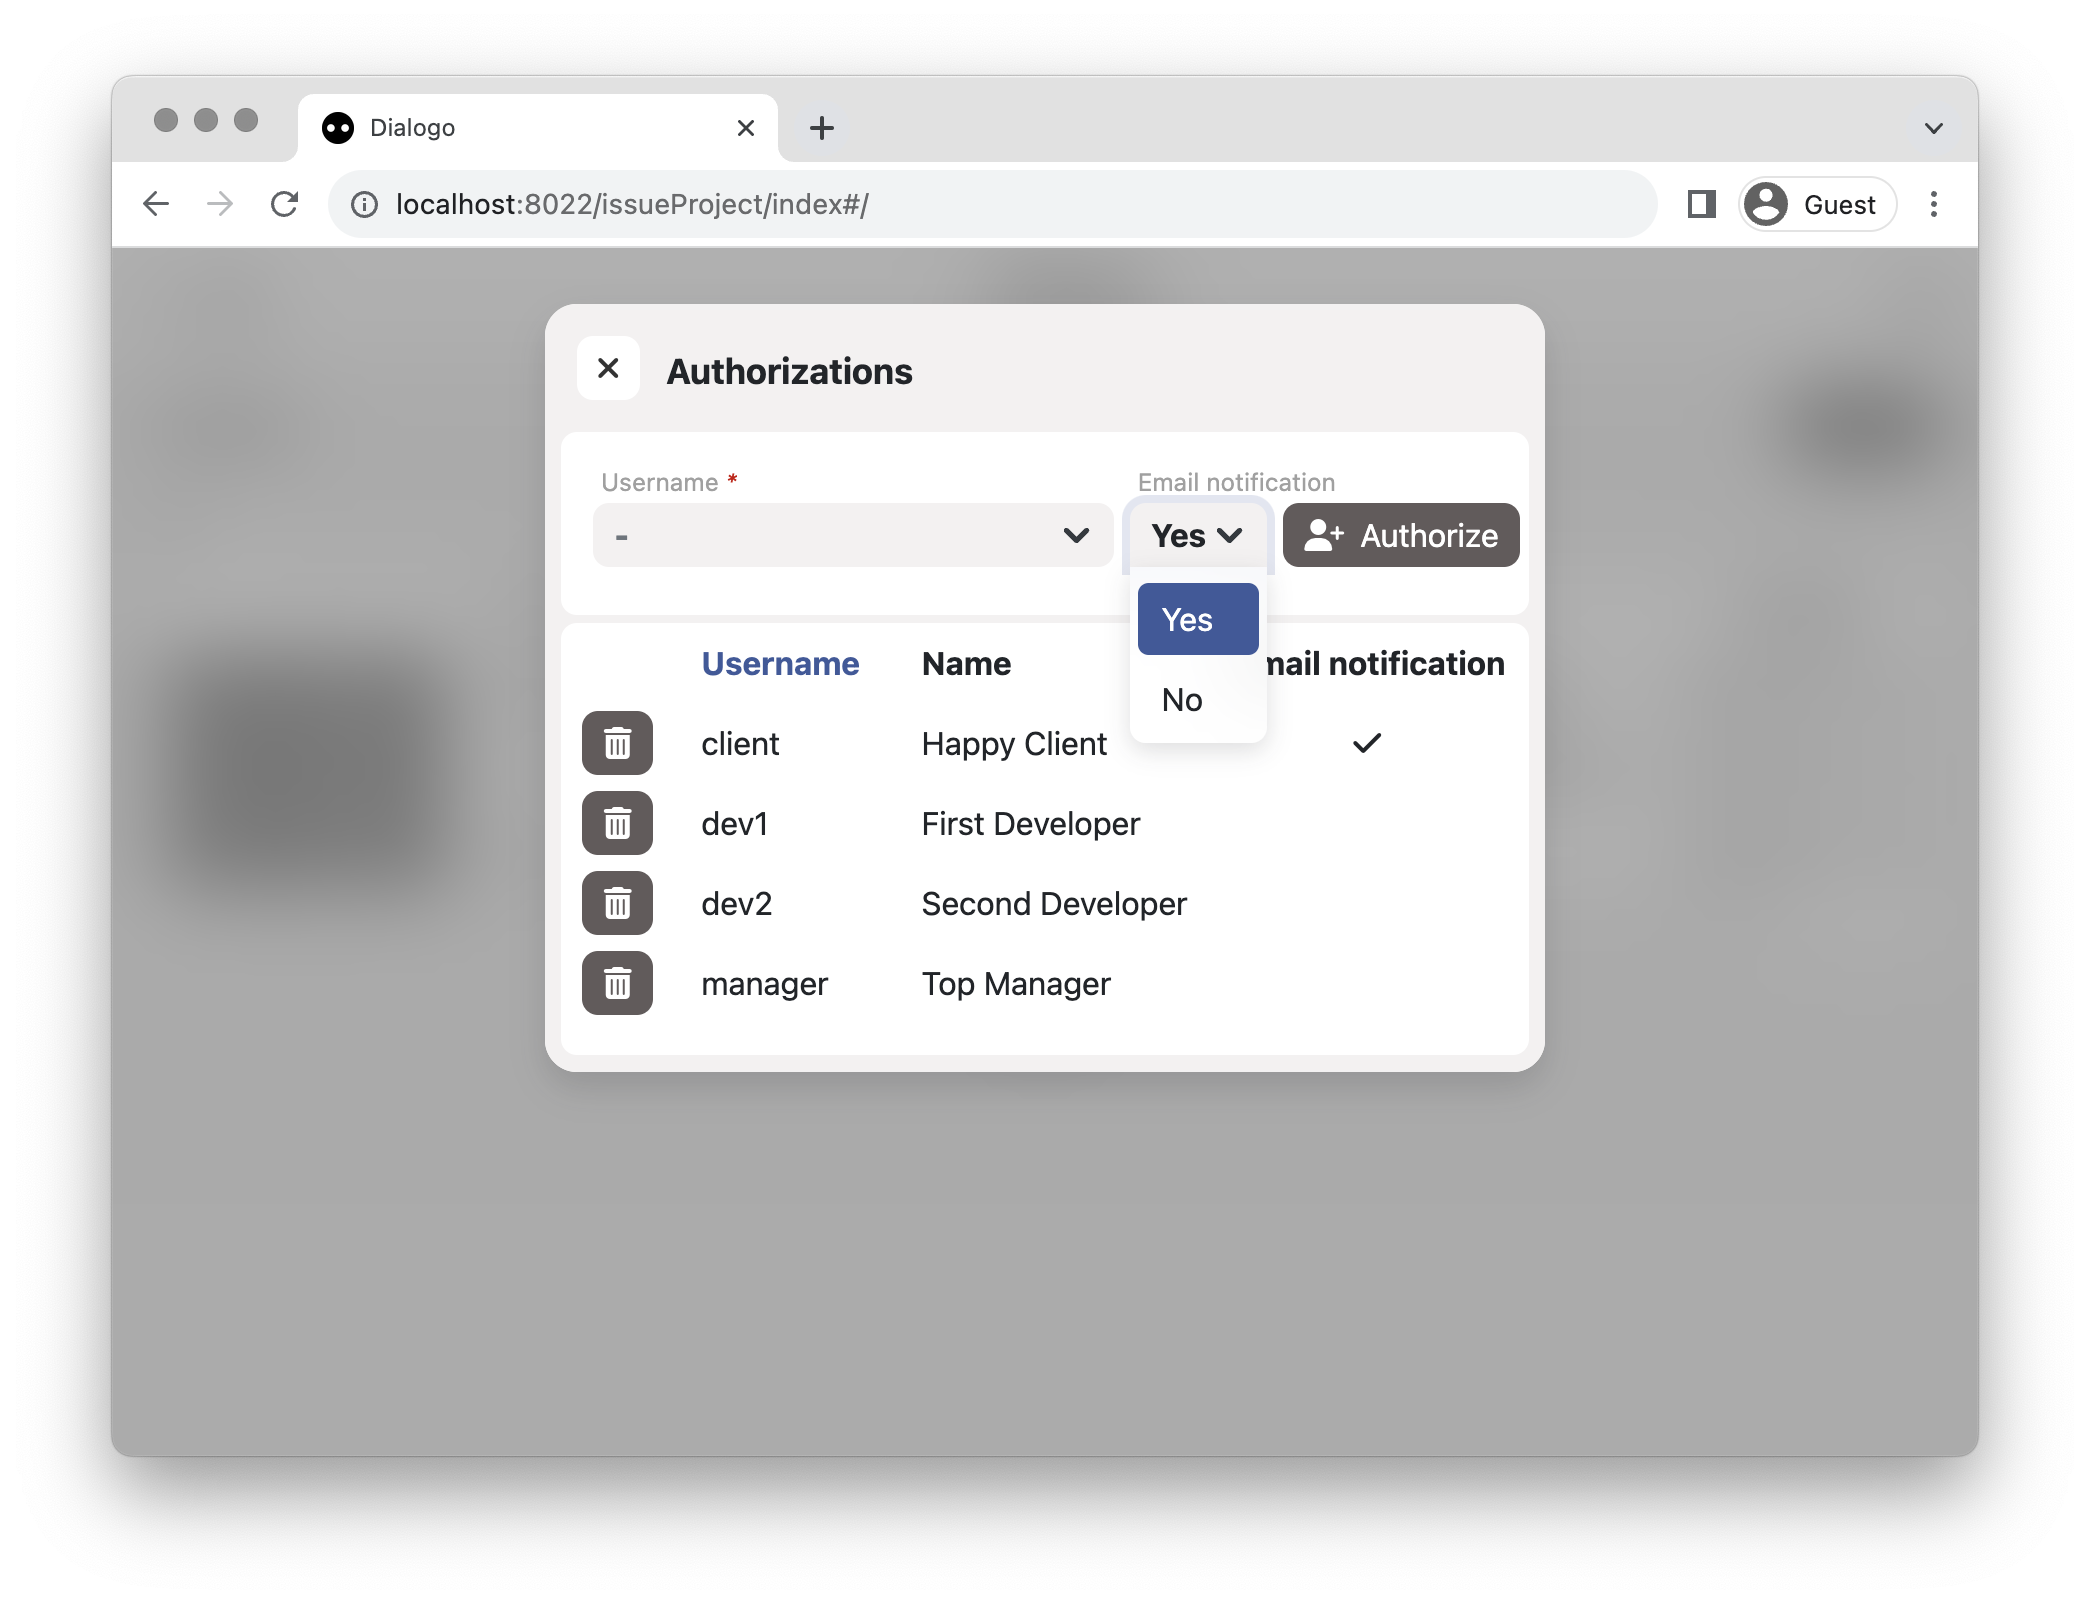 Dialogo
localhost:8022/issueProject/index#/
Guest
Authorizations
Username *
Email notification
-
Yes
Authorize
Yes
No
Username Name mail notification
client Happy Client
dev1 First Developer
dev2 Second Developer
manager Top Manager